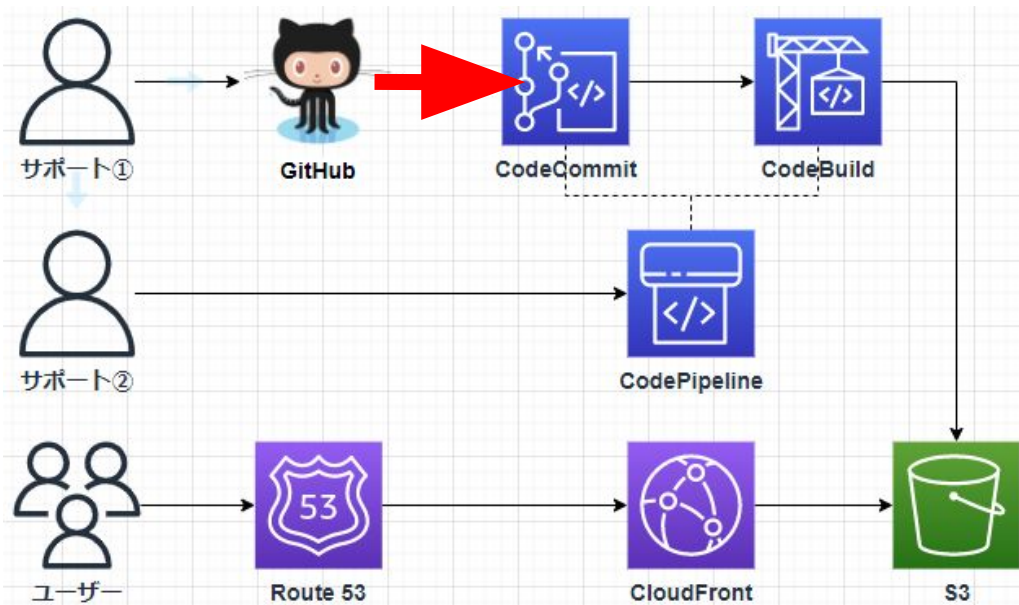 サポート①
GitHub
CodeCommit
CodeBuild
サポート②
CodePipeline
ユーザー
53
Route 53
CloudFront
S3